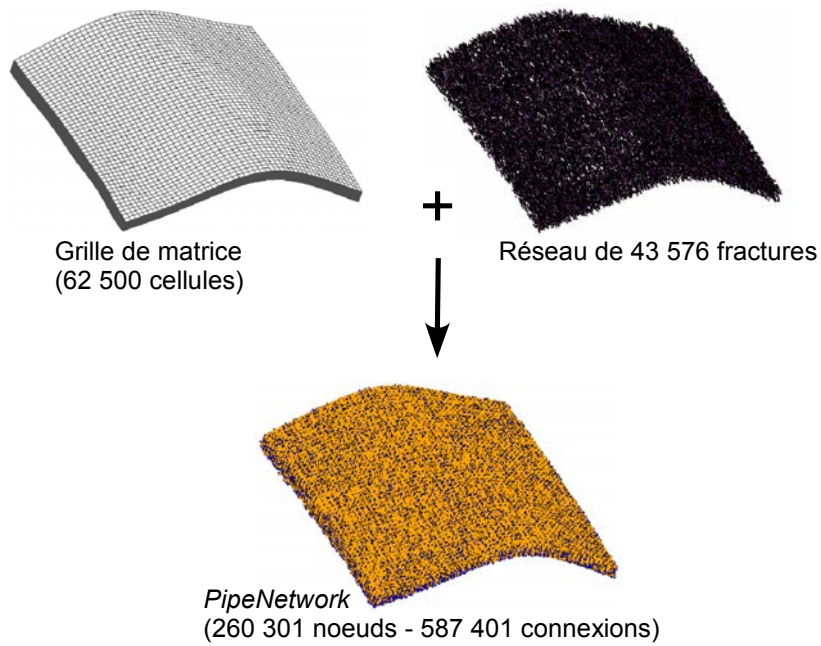 +
Grille de matrice
(62 500 cellules)
Réseau de 43 576 fractures
PipeNetwork
(260 301 noeuds - 587 401 connexions)